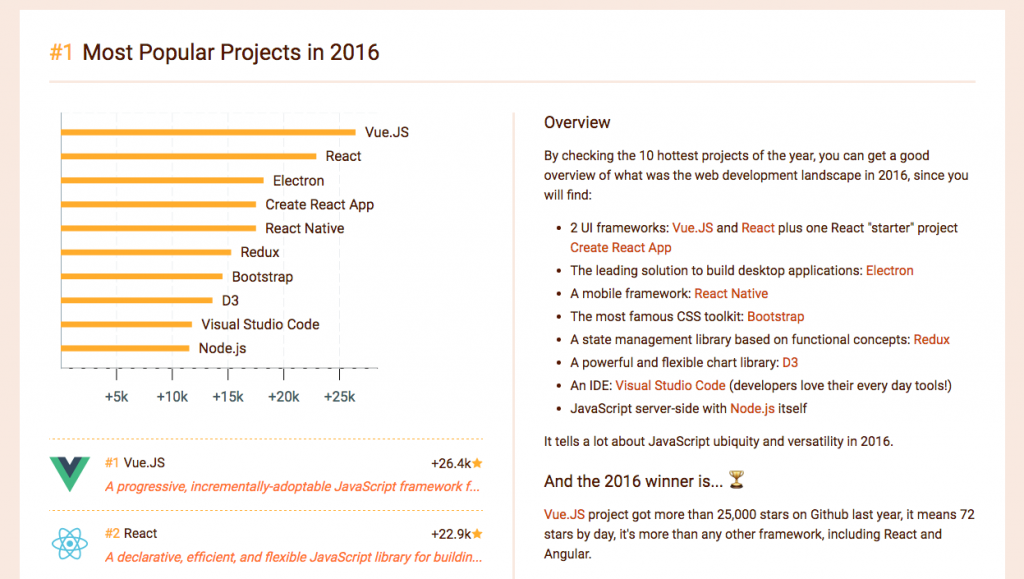 #1 Most Popular Projects in 2016
Vue.JS
React
Electron
Create React App
React Native
Redux
Bootstrap
D3
Visual Studio Code
Node.js
+5k +10k +15k +20k +25k
#1 Vue.JS +26.4k
A progressive, incrementally-adoptable JavaScript framework f...
#2 React +22.9k
A declarative, efficient, and flexible JavaScript library for buildin...
Overview
By checking the 10 hottest projects of the year, you can get a good
overview of what was the web development landscape in 2016, since you
will find:
• 2 UI frameworks: Vue.JS and React plus one React "starter" project
Create React App
• The leading solution to build desktop applications: Electron
• A mobile framework: React Native
• The most famous CSS toolkit: Bootstrap
• A state management library based on functional concepts: Redux
• A powerful and flexible chart library: D3
• An IDE: Visual Studio Code (developers love their every day tools!)
• JavaScript server-side with Node.js itself
It tells a lot about JavaScript ubiquity and versatility in 2016.
And the 2016 winner is...
Vue.JS project got more than 25,000 stars on Github last year, it means 72
stars by day, it's more than any other framework, including React and
Angular.